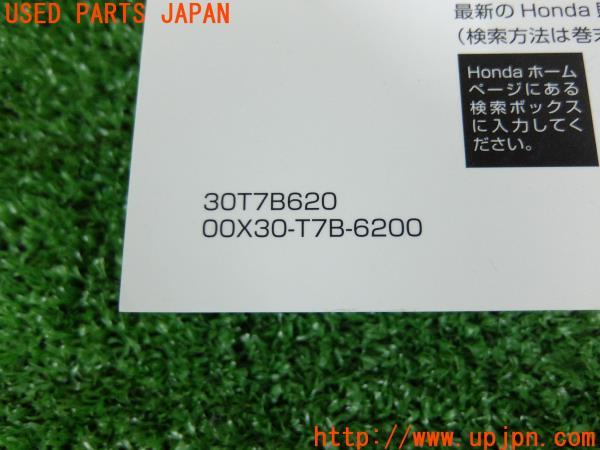 USED PARTS JAPAN
最新の Honda
(検索方法は巻末
Honda ホーム
ページにある
検索ボックス
に入力してく
ださい。
30T7B620
00X30-T7B-6200
http://www.upjpn.com